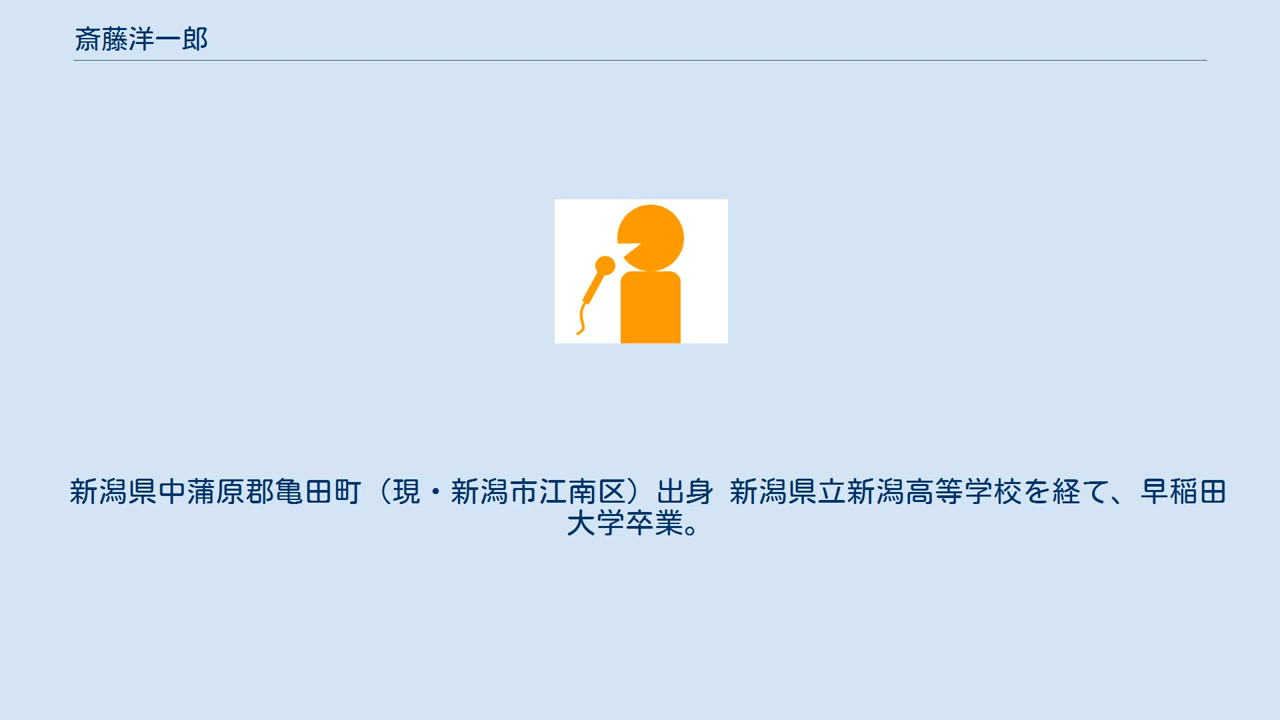 斎藤洋一郎
新潟県中蒲原郡亀田町（現・新潟市江南区）出身 新潟県立新潟高等学校を経て、早稲田
大学卒業。